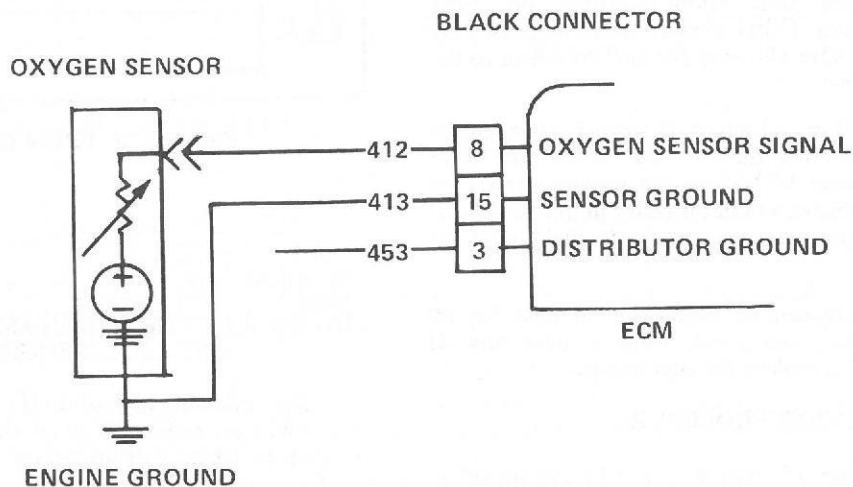 BLACK CONNECTOR
OXYGEN SENSOR
412 8 OXYGEN SENSOR SIGNAL
413 15 SENSOR GROUND
453 3 DISTRIBUTOR GROUND
ECM
ENGINE GROUND